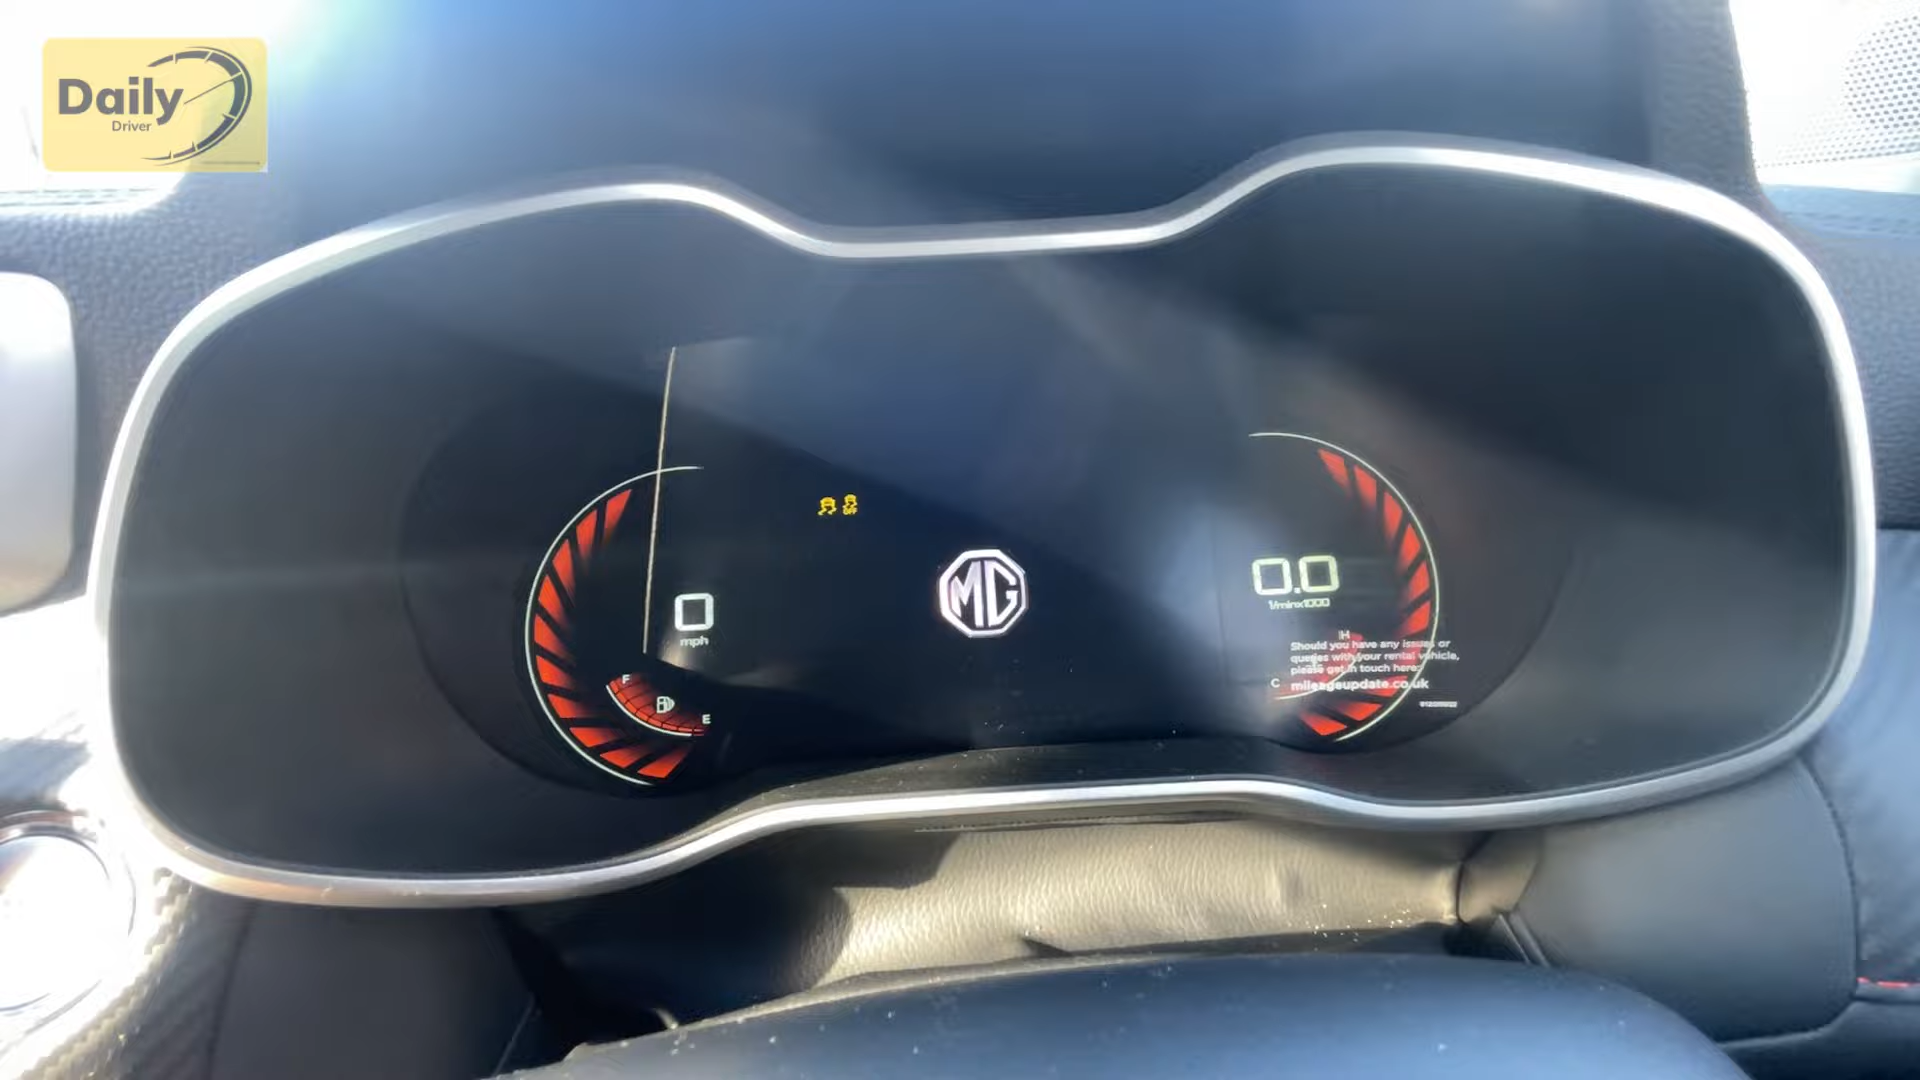 Daily
Driver
OFF
MG
0
mph
F
E
0.0
1/minx1000
H
Should you have any issues or
queries with your rental vehicle,
please get in touch here:
C
mileageupdate.co.uk